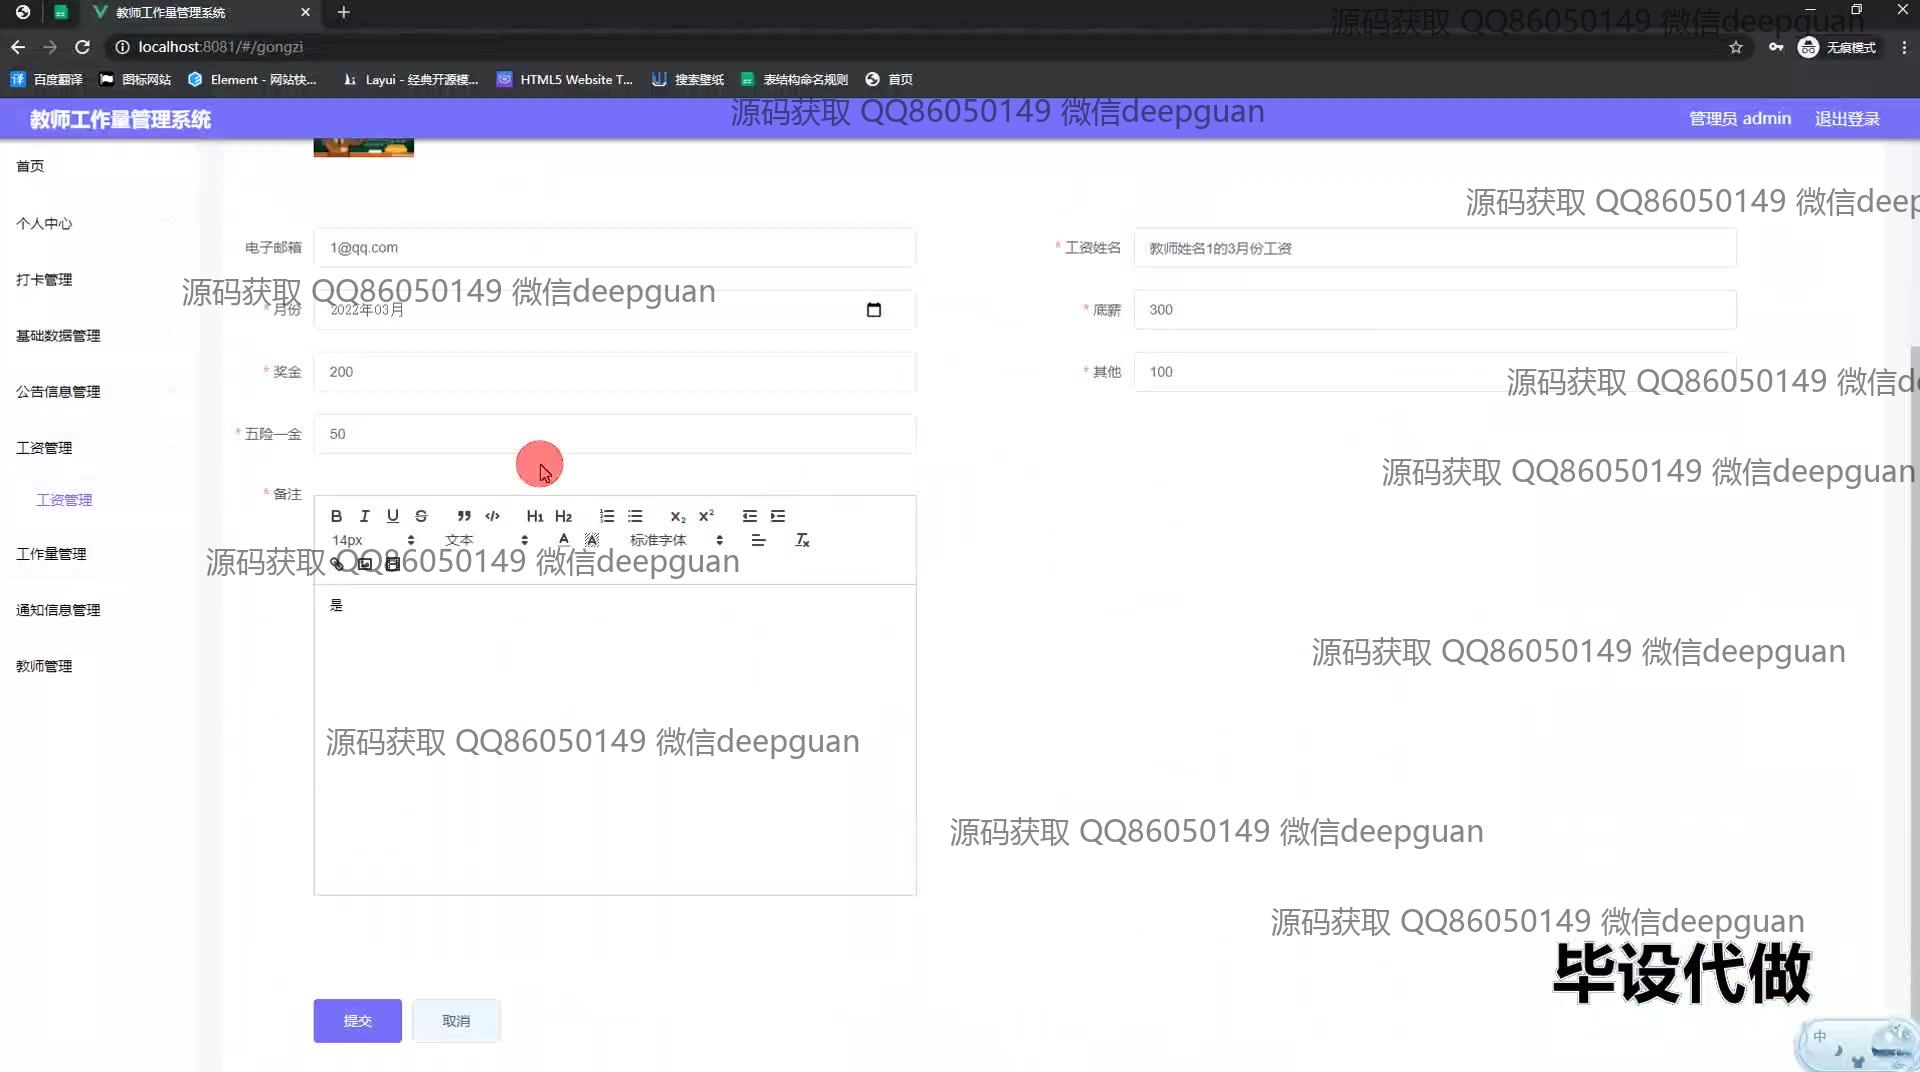 教师工作量管理系统
源码获取 QQ86050149 微信deepguan
localhost:8081/#/gongzi
无痕模式
百度翻译 图标网站 Element - 网站快... Layui - 经典开源模... HTML5 Website T... 搜索壁纸 表结构命名规则 首页
教师工作量管理系统
源码获取 QQ86050149 微信deepguan
管理员 admin 退出登录
首页
个人中心
源码获取 QQ86050149 微信deep
电子邮箱 1@qq.com
* 工资姓名 教师姓名1的3月份工资
打卡管理
源码获取 QQ86050149 微信deepguan
* 月份 2022年03月
* 底薪 300
基础数据管理
* 奖金 200
* 其他 100
源码获取 QQ86050149 微信d
公告信息管理
* 五险一金 50
工资管理
源码获取 QQ86050149 微信deepguan
工资管理
* 备注
B I U S H1 H2 X2 X2
14px 文本 A A 标准字体 Tx
工作量管理
源码获取 QQ86050149 微信deepguan
是
通知信息管理
源码获取 QQ86050149 微信deepguan
教师管理
源码获取 QQ86050149 微信deepguan
源码获取 QQ86050149 微信deepguan
源码获取 QQ86050149 微信deepguan
毕设代做
提交 取消
中